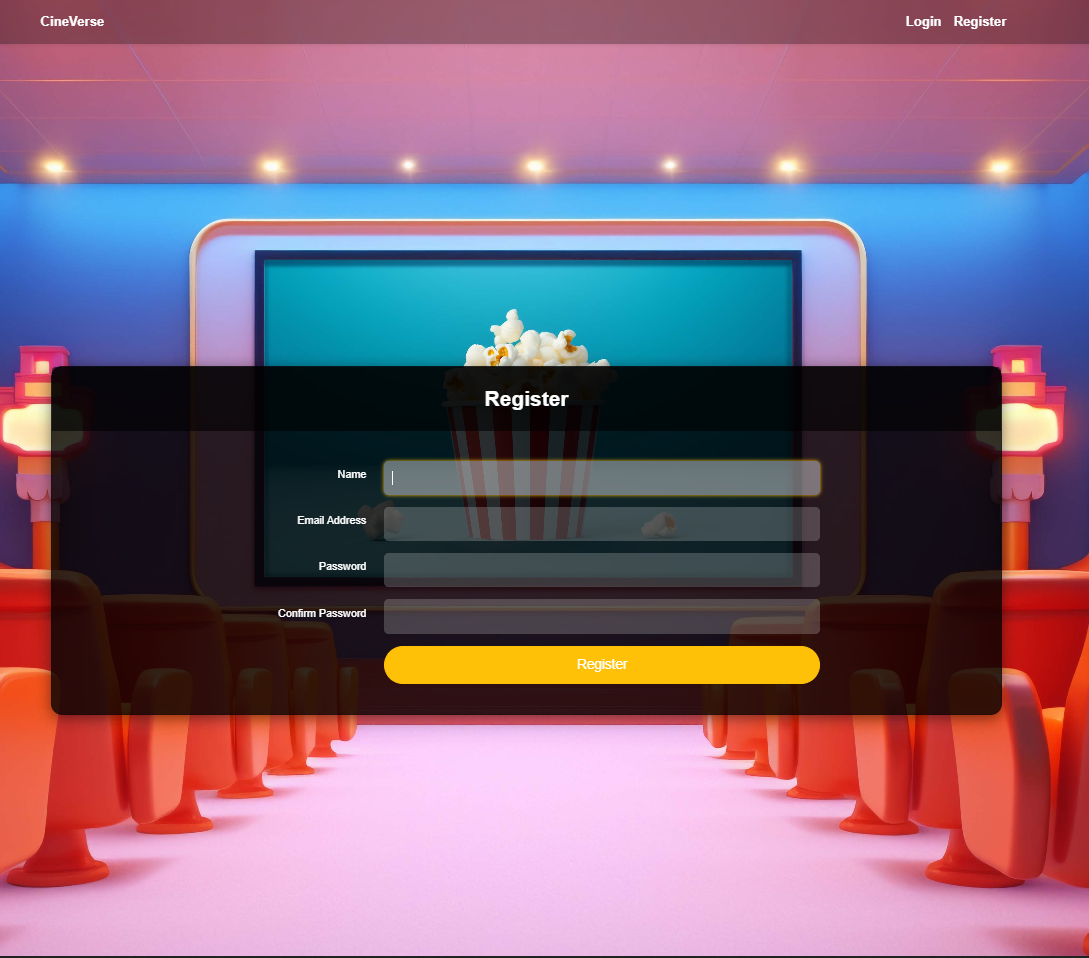 CineVerse
Login Register
Register
Name
Email Address
Password
Confirm Password
Register